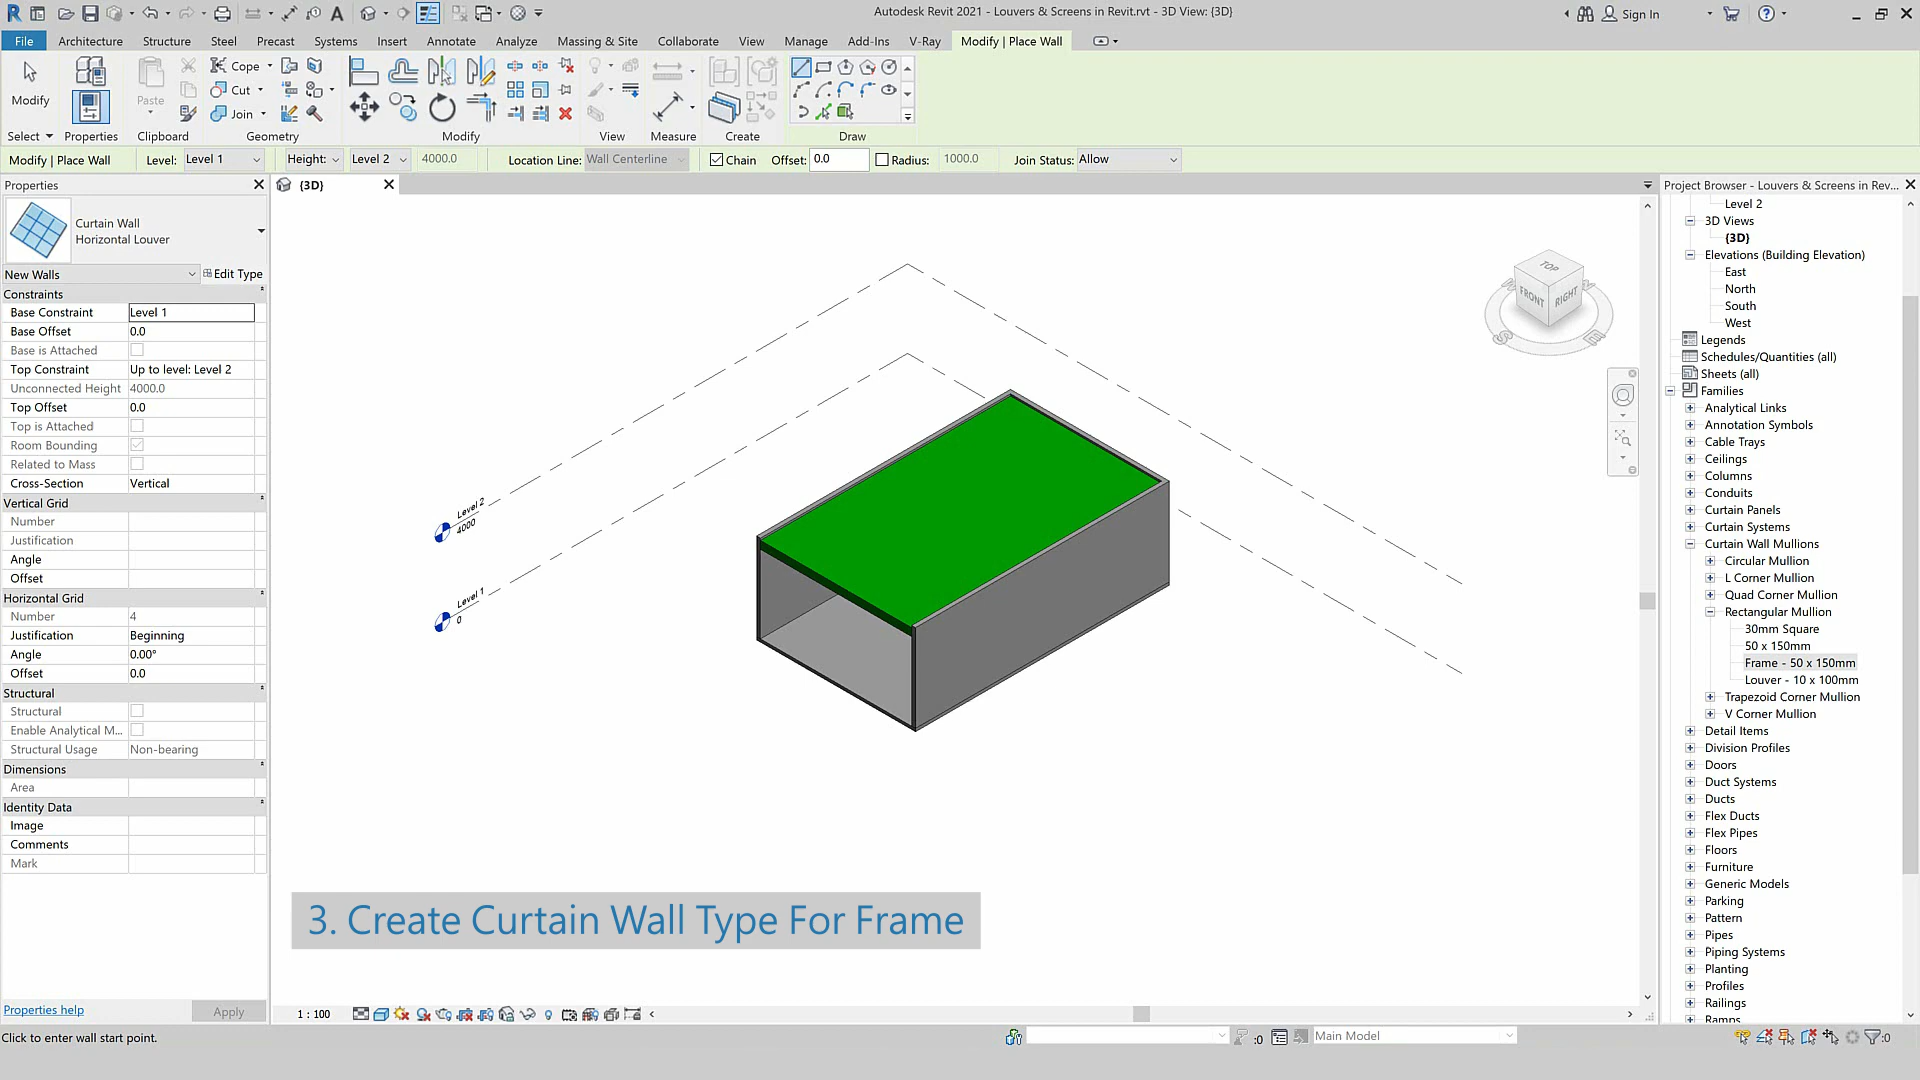 Autodesk Revit 2021 - Louvers & Screens in Revit.rvt - 3D View: {3D}
Sign In
File
Architecture
Structure
Steel
Precast
Systems
Insert
Annotate
Analyze
Massing & Site
Collaborate
View
Manage
Add-Ins
V-Ray
Modify | Place Wall
Modify
Paste
Cope
Cut
Join
Select
Properties
Clipboard
Geometry
Modify
View
Measure
Create
Draw
Modify | Place Wall
Level: Level 1
Height: Level 2 4000.0
Location Line: Wall Centerline
Chain
Offset: 0.0
Radius: 1000.0
Join Status: Allow
Properties
{3D}
Project Browser - Louvers & Screens in Rev...
Curtain Wall
Horizontal Louver
New Walls
Edit Type
Constraints
Base Constraint Level 1
Base Offset 0.0
Base is Attached
Top Constraint Up to level: Level 2
Unconnected Height 4000.0
Top Offset 0.0
Top is Attached
Room Bounding
Related to Mass
Cross-Section Vertical
Vertical Grid
Number
Justification
Angle
Offset
Horizontal Grid
Number 4
Justification Beginning
Angle 0.00°
Offset 0.0
Structural
Structural
Enable Analytical M...
Structural Usage Non-bearing
Dimensions
Area
Identity Data
Image
Comments
Mark
Properties help
Apply
TOP
FRONT
RIGHT
S
E
Level 2
4000
Level 1
0
3. Create Curtain Wall Type For Frame
Level 2
3D Views
{3D}
Elevations (Building Elevation)
East
North
South
West
Legends
Schedules/Quantities (all)
Sheets (all)
Families
Analytical Links
Annotation Symbols
Cable Trays
Ceilings
Columns
Conduits
Curtain Panels
Curtain Systems
Curtain Wall Mullions
Circular Mullion
L Corner Mullion
Quad Corner Mullion
Rectangular Mullion
30mm Square
50 x 150mm
Frame - 50 x 150mm
Louver - 10 x 100mm
Trapezoid Corner Mullion
V Corner Mullion
Detail Items
Division Profiles
Doors
Duct Systems
Ducts
Flex Ducts
Flex Pipes
Floors
Furniture
Generic Models
Parking
Pattern
Pipes
Piping Systems
Planting
Profiles
Railings
Ramps
1 : 100
Click to enter wall start point.
:0
Main Model
:0